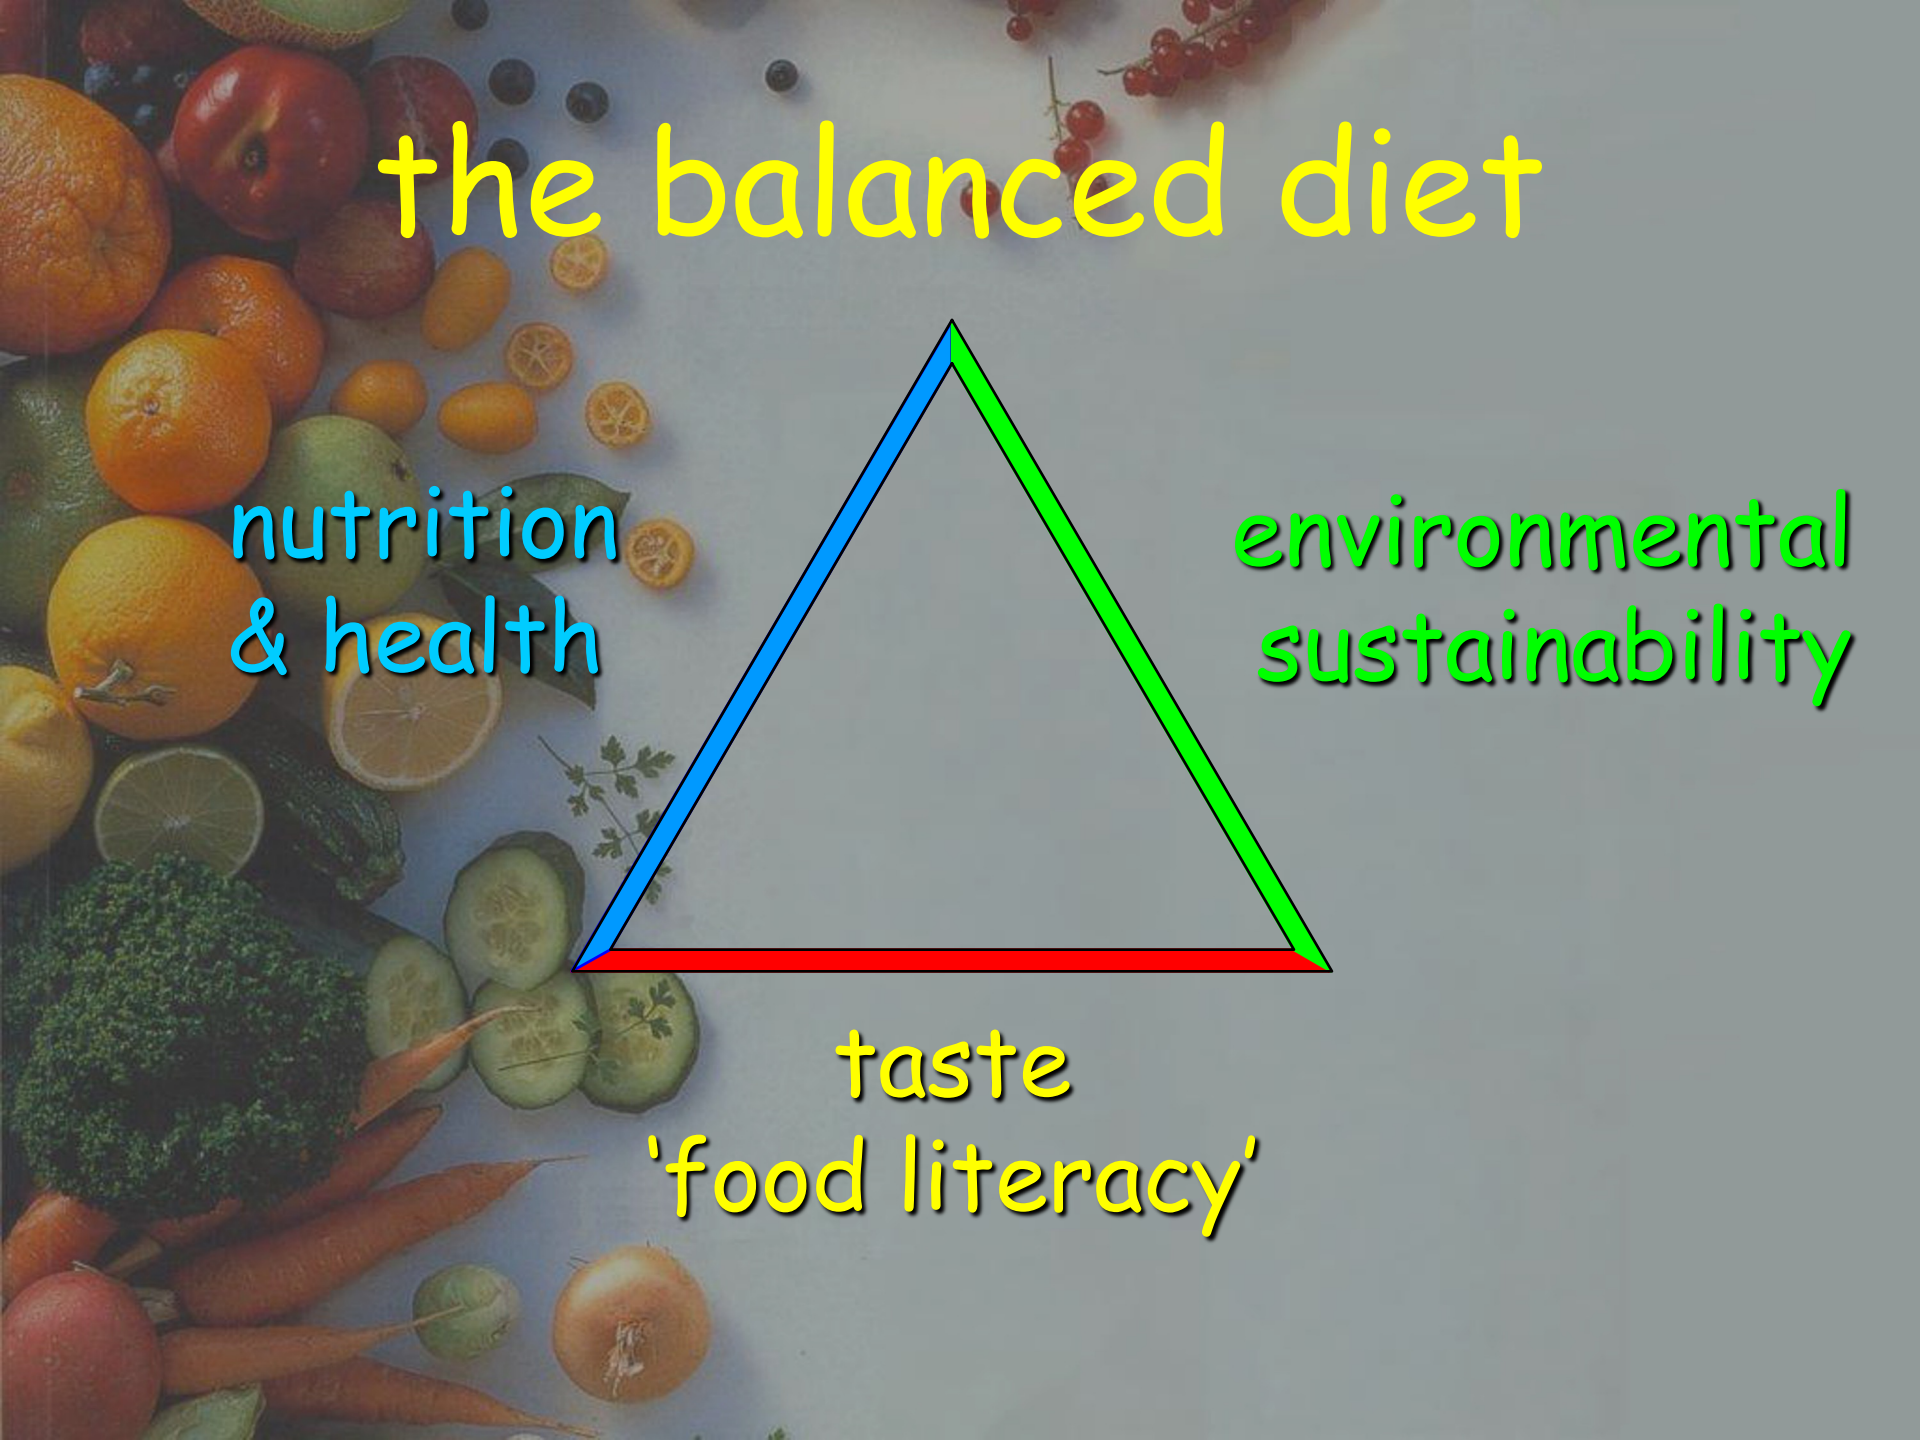 the balanced diet
nutrition
& health
environmental
sustainability
taste
‘food literacy’